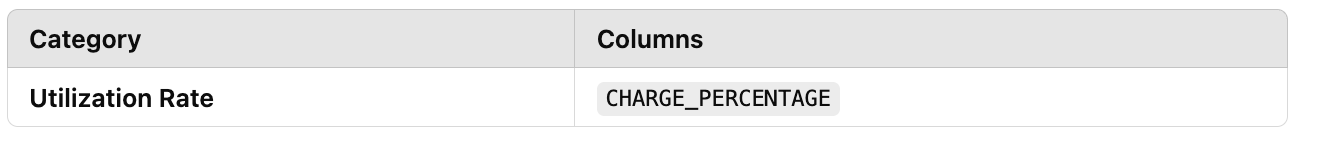 Category Columns
Utilization Rate CHARGE_PERCENTAGE